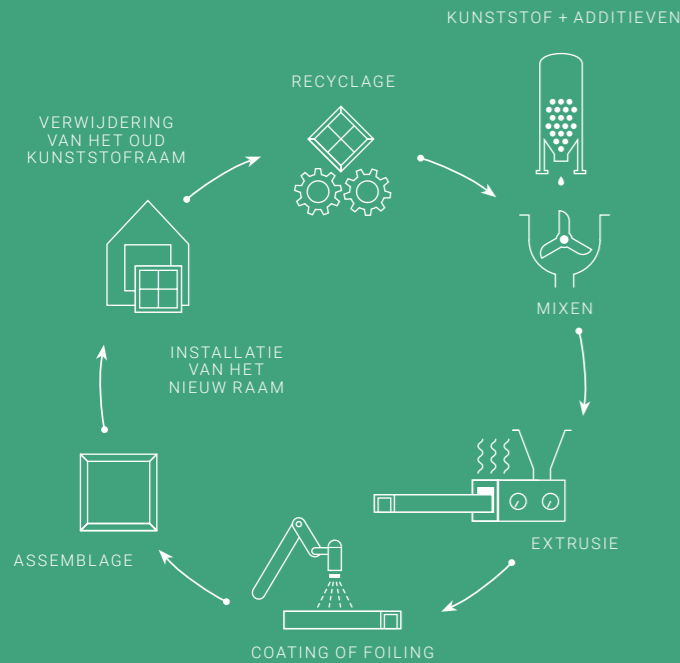 KUNSTSTOF + ADDITIEVEN
RECYCLAGE
VERWIJDERING
VAN HET OUD
KUNSTSTOFRAAM
MIXEN
INSTALLATIE
VAN HET
NIEUW RAAM
EXTRUSIE
ASSEMBLAGE
COATING OF FOILING